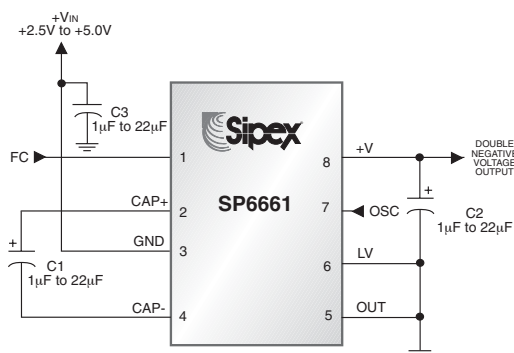 +VIN
+2.5V to +5.0V
C3
1µF to 22µF
Sipex
FC
1
8
+V
DOUBLE
NEGATIVE
VOLTAGE
OUTPUT
CAP+
2
SP6661
7
OSC
+
C2
1µF to 22µF
GND
3
6
LV
+
C1
1µF to 22µF
CAP-
4
5
OUT